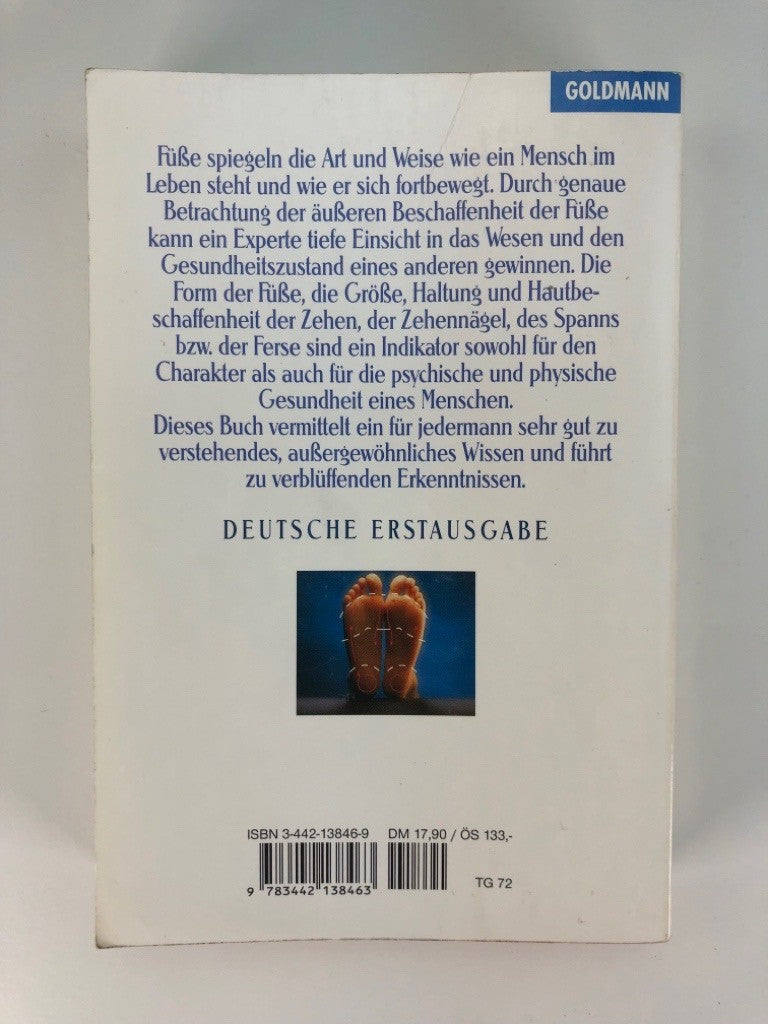 GOLDMANN
Füße spiegeln die Art und Weise wie ein Mensch im
Leben steht und wie er sich fortbewegt. Durch genaue
Betrachtung der äußeren Beschaffenheit der Füße
kann ein Experte tiefe Einsicht in das Wesen und den
Gesundheitszustand eines anderen gewinnen. Die
Form der Füße, die Größe, Haltung und Hautbe-
schaffenheit der Zehen, der Zehennägel, des Spanns
bzw. der Ferse sind ein Indikator sowohl für den
Charakter als auch für die psychische und physische
Gesundheit eines Menschen.
Dieses Buch vermittelt ein für jedermann sehr gut zu
verstehendes, außergewöhnliches Wissen und führt
zu verblüffenden Erkenntnissen.
DEUTSCHE ERSTAUSGABE
ISBN 3-442-13846-9 DM 17,90 / ÖS 133,-
9 783442 138463
TG 72